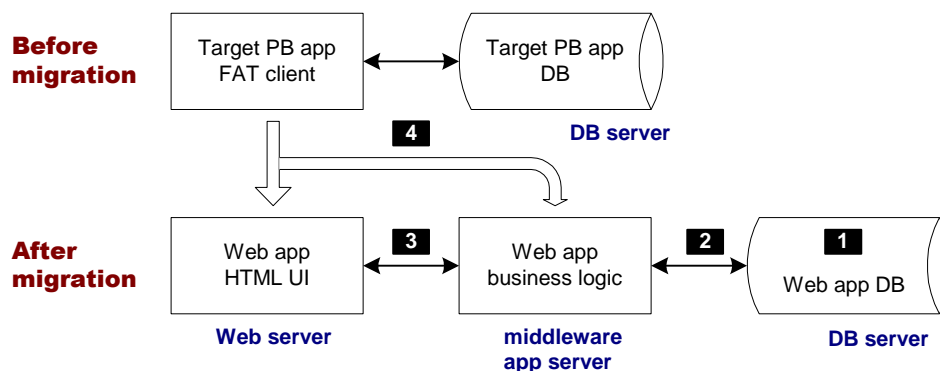 Before
migration
Target PB app
FAT client
Target PB app
DB
DB server
4
After
migration
Web app
HTML UI
3
Web app
business logic
2
1
Web app DB
Web server
middleware
app server
DB server